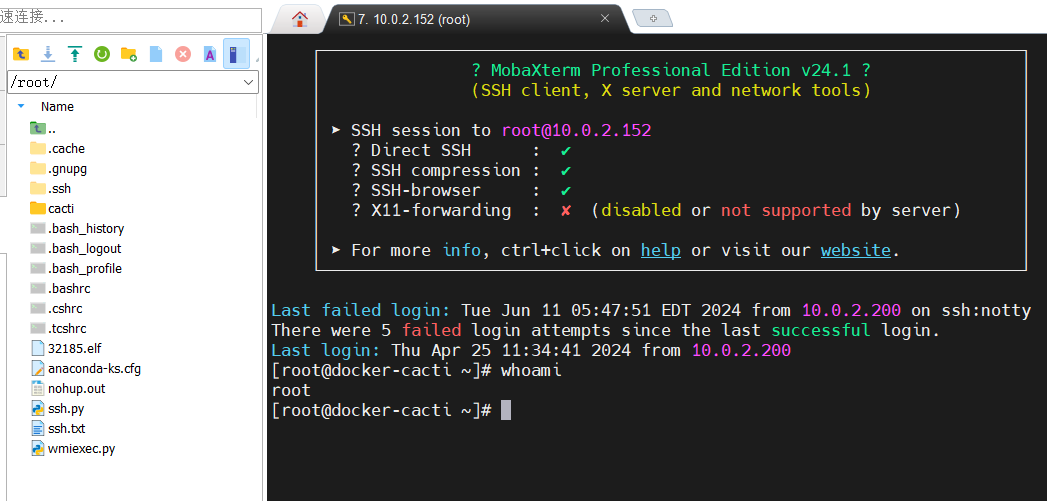 速连接...
7. 10.0.2.152 (root)
/root/
Name
..
.cache
.gnupg
.ssh
cacti
.bash_history
.bash_logout
.bash_profile
.bashrc
.cshrc
.tcshrc
32185.elf
anaconda-ks.cfg
nohup.out
ssh.py
ssh.txt
wmiexec.py
? MobaXterm Professional Edition v24.1 ?
(SSH client, X server and network tools)
➤ SSH session to root@10.0.2.152
? Direct SSH : ✔
? SSH compression : ✔
? SSH-browser : ✔
? X11-forwarding : ✘ (disabled or not supported by server)
➤ For more info, ctrl+click on help or visit our website.
Last failed login: Tue Jun 11 05:47:51 EDT 2024 from 10.0.2.200 on ssh:notty
There were 5 failed login attempts since the last successful login.
Last login: Thu Apr 25 11:34:41 2024 from 10.0.2.200
[root@docker-cacti ~]# whoami
root
[root@docker-cacti ~]#